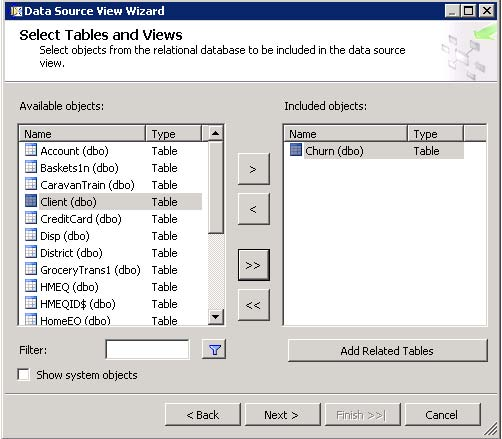 Data Source View Wizard
Select Tables and Views
Select objects from the relational database to be included in the data source
view.
Available objects:
Included objects:
Name Type
Account (dbo) Table
Baskets1n (dbo) Table
CaravanTrain (dbo) Table
Client (dbo) Table
CreditCard (dbo) Table
Disp (dbo) Table
District (dbo) Table
GroceryTrans1 (dbo) Table
HMEQ (dbo) Table
HMEQID$ (dbo) Table
HomeEQ (dbo) Table
>
<
>>
<<
Name Type
Churn (dbo) Table
Filter:
Add Related Tables
Show system objects
< Back
Next >
Finish >>|
Cancel